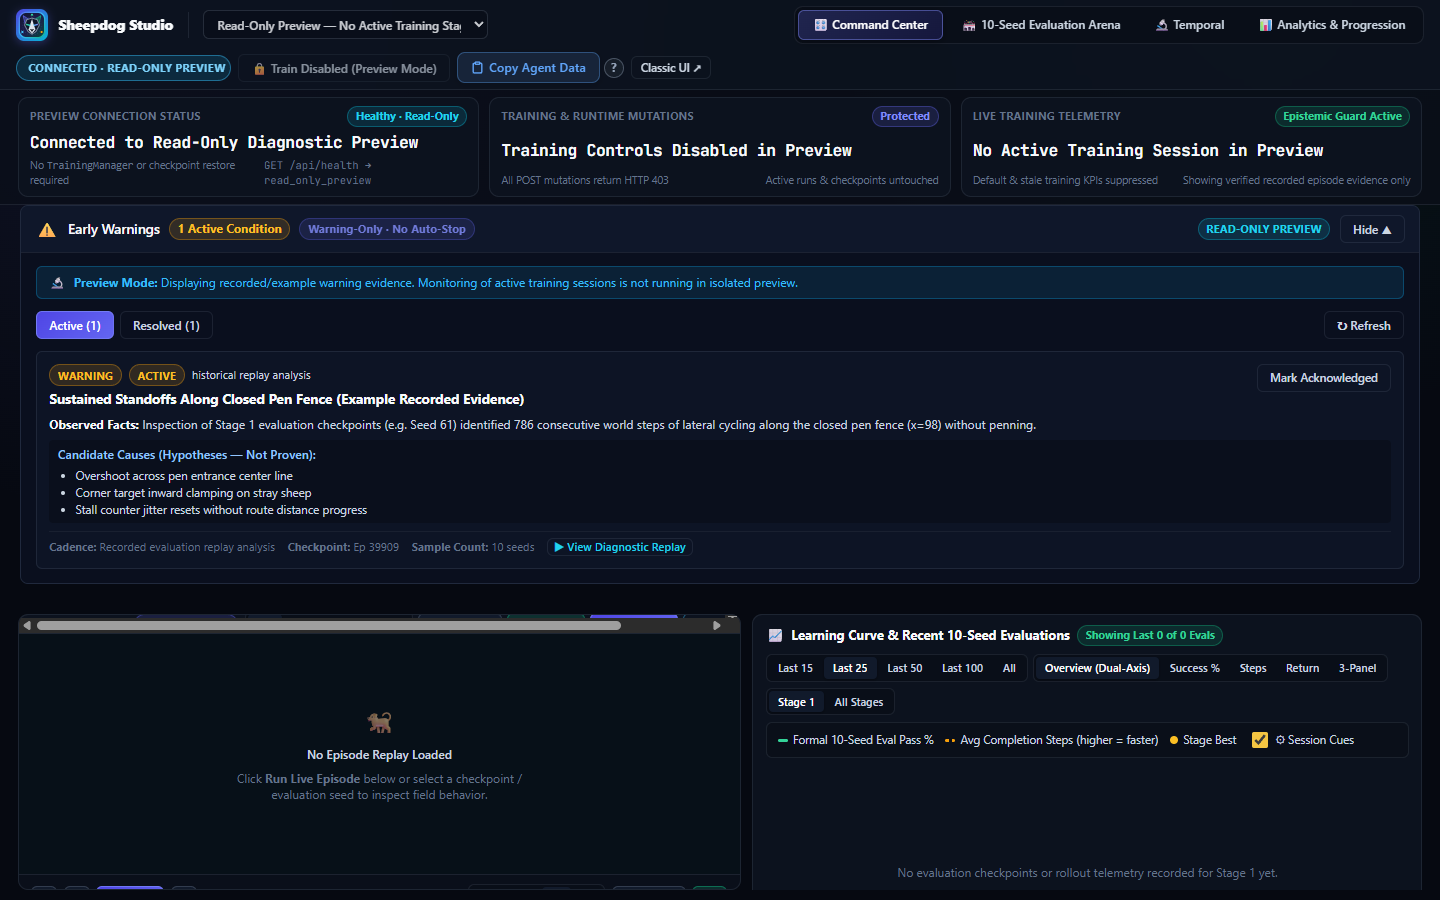 Sheepdog Studio
Read-Only Preview — No Active Training Sta
Command Center
10-Seed Evaluation Arena
Temporal
Analytics & Progression
CONNECTED · READ-ONLY PREVIEW
Train Disabled (Preview Mode)
Copy Agent Data
?
Classic UI ↗
PREVIEW CONNECTION STATUS
Healthy · Read-Only
Connected to Read-Only Diagnostic Preview
No TrainingManager or checkpoint restore required
GET /api/health → read_only_preview
TRAINING & RUNTIME MUTATIONS
Protected
Training Controls Disabled in Preview
All POST mutations return HTTP 403
Active runs & checkpoints untouched
LIVE TRAINING TELEMETRY
Epistemic Guard Active
No Active Training Session in Preview
Default & stale training KPIs suppressed
Showing verified recorded episode evidence only
Early Warnings
1 Active Condition
Warning-Only · No Auto-Stop
READ-ONLY PREVIEW
Hide ▲
Preview Mode: Displaying recorded/example warning evidence. Monitoring of active training sessions is not running in isolated preview.
Active (1)
Resolved (1)
↻ Refresh
WARNING
ACTIVE
historical replay analysis
Mark Acknowledged
Sustained Standoffs Along Closed Pen Fence (Example Recorded Evidence)
Observed Facts: Inspection of Stage 1 evaluation checkpoints (e.g. Seed 61) identified 786 consecutive world steps of lateral cycling along the closed pen fence (x=98) without penning.
Candidate Causes (Hypotheses — Not Proven):
• Overshoot across pen entrance center line
• Corner target inward clamping on stray sheep
• Stall counter jitter resets without route distance progress
Cadence: Recorded evaluation replay analysis
Checkpoint: Ep 39909
Sample Count: 10 seeds
▶ View Diagnostic Replay
No Episode Replay Loaded
Click Run Live Episode below or select a checkpoint /
evaluation seed to inspect field behavior.
Learning Curve & Recent 10-Seed Evaluations
Showing Last 0 of 0 Evals
Last 15
Last 25
Last 50
Last 100
All
Overview (Dual-Axis)
Success %
Steps
Return
3-Panel
Stage 1
All Stages
Formal 10-Seed Eval Pass %
Avg Completion Steps (higher = faster)
Stage Best
Session Cues
No evaluation checkpoints or rollout telemetry recorded for Stage 1 yet.